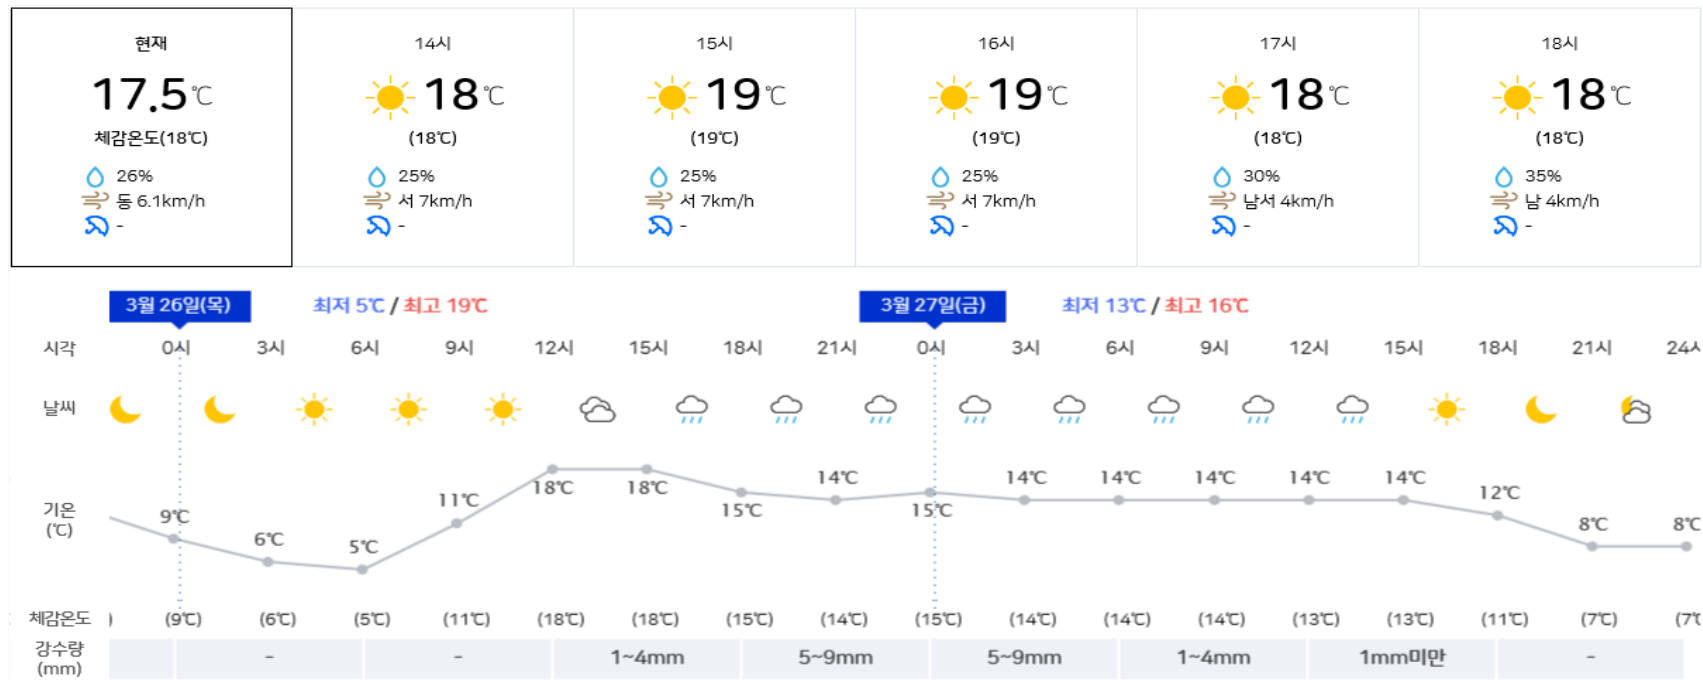 현재 14시 15시 16시 17시 18시
17.5℃ 18℃ 19℃ 19℃ 18℃ 18℃
체감온도(18℃) (18℃) (19℃) (19℃) (18℃) (18℃)
26% 25% 25% 25% 30% 35%
동 6.1km/h 서 7km/h 서 7km/h 서 7km/h 남서 4km/h 남 4km/h
- - - - - -
3월 26일(목) 최저 5℃ / 최고 19℃ 3월 27일(금) 최저 13℃ / 최고 16℃
시각 0시 3시 6시 9시 12시 15시 18시 21시 0시 3시 6시 9시 12시 15시 18시 21시 24시
날씨
기온 9℃ 6℃ 5℃ 11℃ 18℃ 18℃ 15℃ 14℃ 15℃ 14℃ 14℃ 14℃ 14℃ 14℃ 12℃ 8℃ 8℃
(℃)
체감온도 ) (9℃) (6℃) (5℃) (11℃) (18℃) (18℃) (15℃) (14℃) (15℃) (14℃) (14℃) (14℃) (13℃) (13℃) (11℃) (7℃) (7℃
강수량 - - 1~4mm 5~9mm 5~9mm 1~4mm 1mm미만 -
(mm)